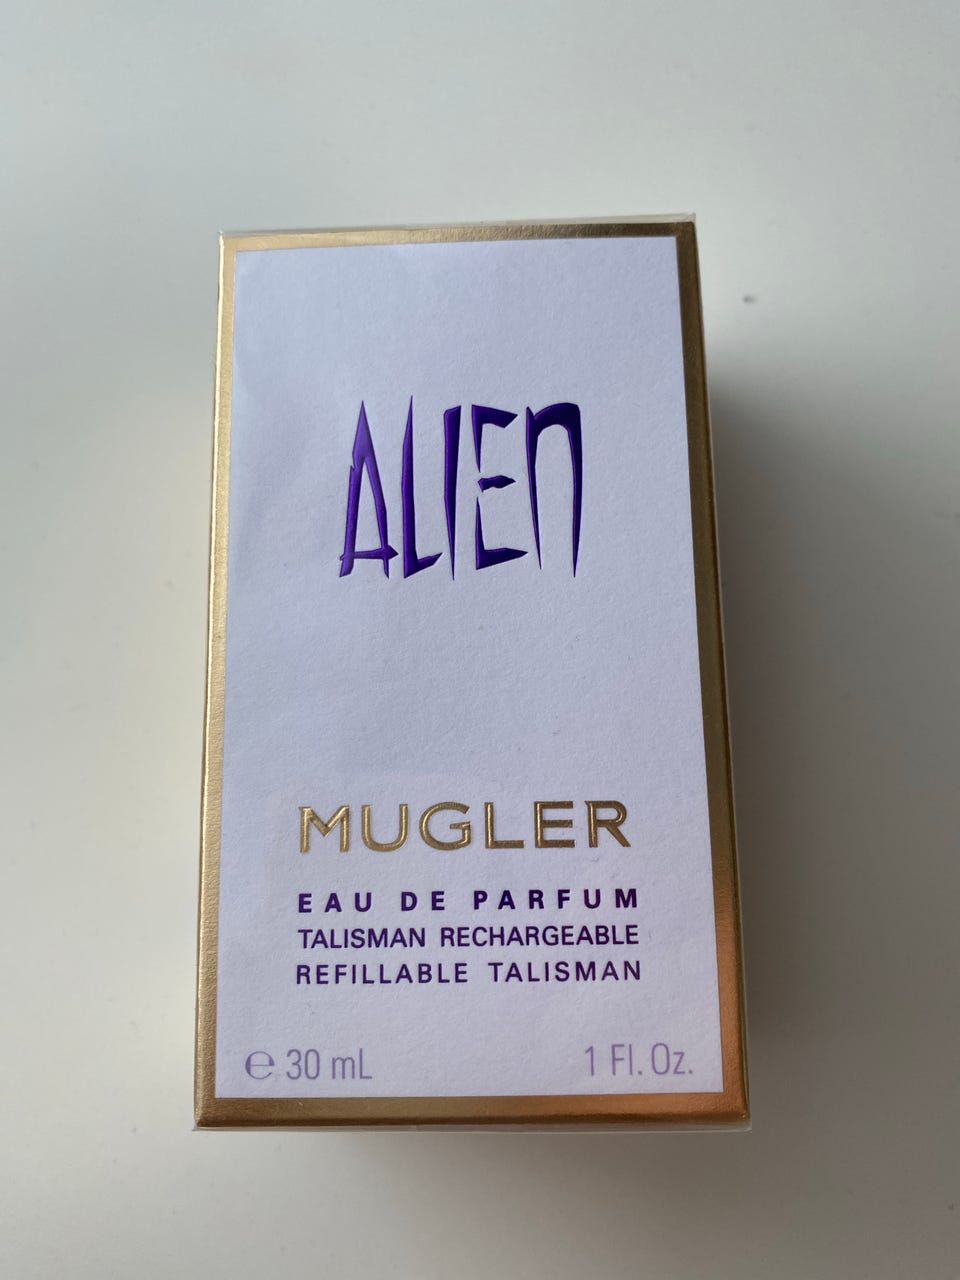 ALIEN
MUGLER
EAU DE PARFUM
TALISMAN RECHARGEABLE
REFILLABLE TALISMAN
℮ 30 mL 1 Fl. Oz.